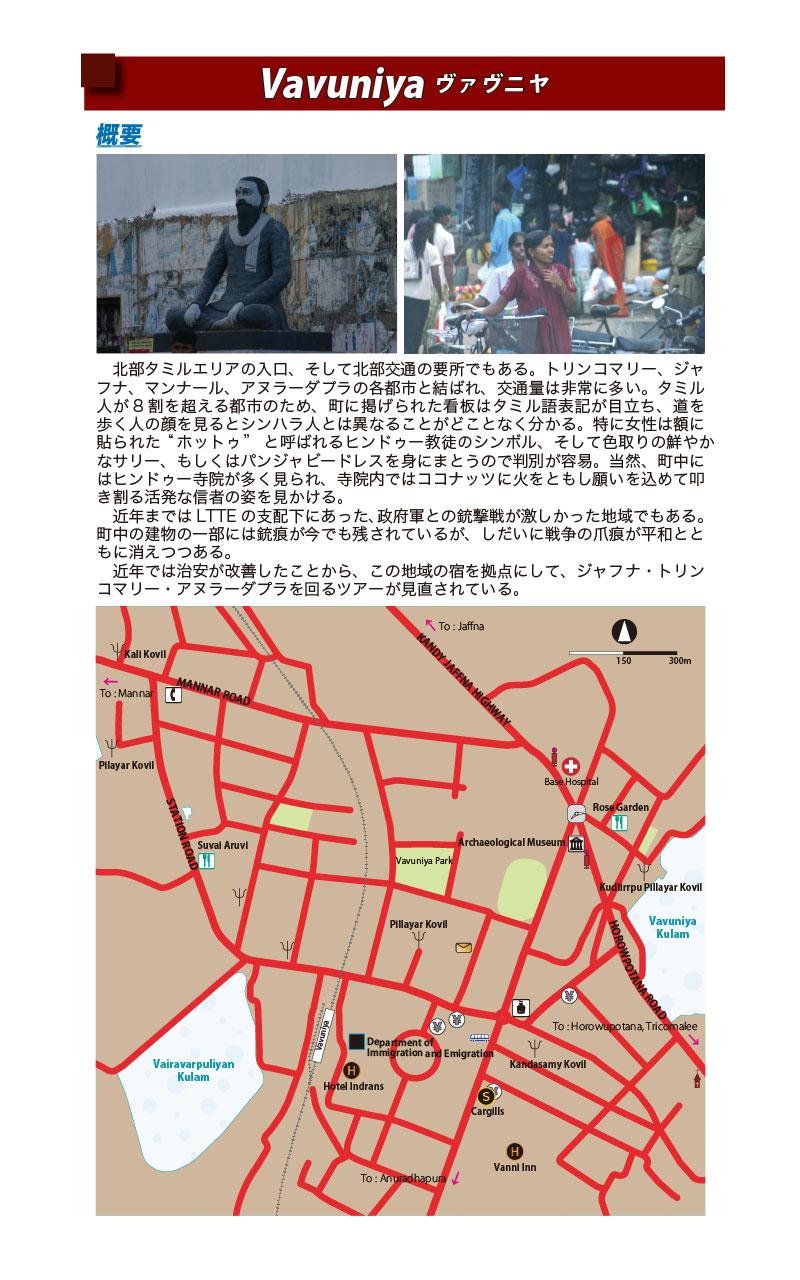 Vavuniya ヴァヴニヤ
概要
　北部タミルエリアの入口、そして北部交通の要所でもある。トリンコマリー、ジャ
フナ、マンナール、アヌラーダプラの各都市と結ばれ、交通量は非常に多い。タミル
人が８割を超える都市のため、町に掲げられた看板はタミル語表記が目立ち、道を
歩く人の顔を見るとシンハラ人とは異なることがどことなく分かる。特に女性は額に
貼られた“ホットゥ” と呼ばれるヒンドゥー教徒のシンボル、そして色取りの鮮やか
なサリー、もしくはパンジャビードレスを身にまとうので判別が容易。当然、町中に
はヒンドゥー寺院が多く見られ、寺院内ではココナッツに火をともし願いを込めて叩
き割る活発な信者の姿を見かける。
　近年までは LTTE の支配下にあった、政府軍との銃撃戦が激しかった地域でもある。
町中の建物の一部には銃痕が今でも残されているが、しだいに戦争の爪痕が平和とと
もに消えつつある。
　近年では治安が改善したことから、この地域の宿を拠点にして、ジャフナ・トリン
コマリー・アヌラーダプラを回るツアーが見直されている。
To : Jaffna
KANDY JAFFNA HIGHWAY
150 300m
Kali Kovil
MANNAR ROAD
To : Mannar
Pilayar Kovil
Base Hospital
STATION ROAD
Rose Garden
Suvai Aruvi
Archaeological Museum
Vavuniya Park
Kudlirrpu Pillayar Kovil
Pillayar Kovil
Vavuniya
Kulam
HOROWPOTANA ROAD
Vavuniya
To : Horowupotana, Tricomalee
Department of
Immigration and Emigration
Vairavarpuliyan
Kulam
Kandasamy Kovil
H
Hotel Indrans
S
Cargills
H
Vanni Inn
To : Anuradhapura